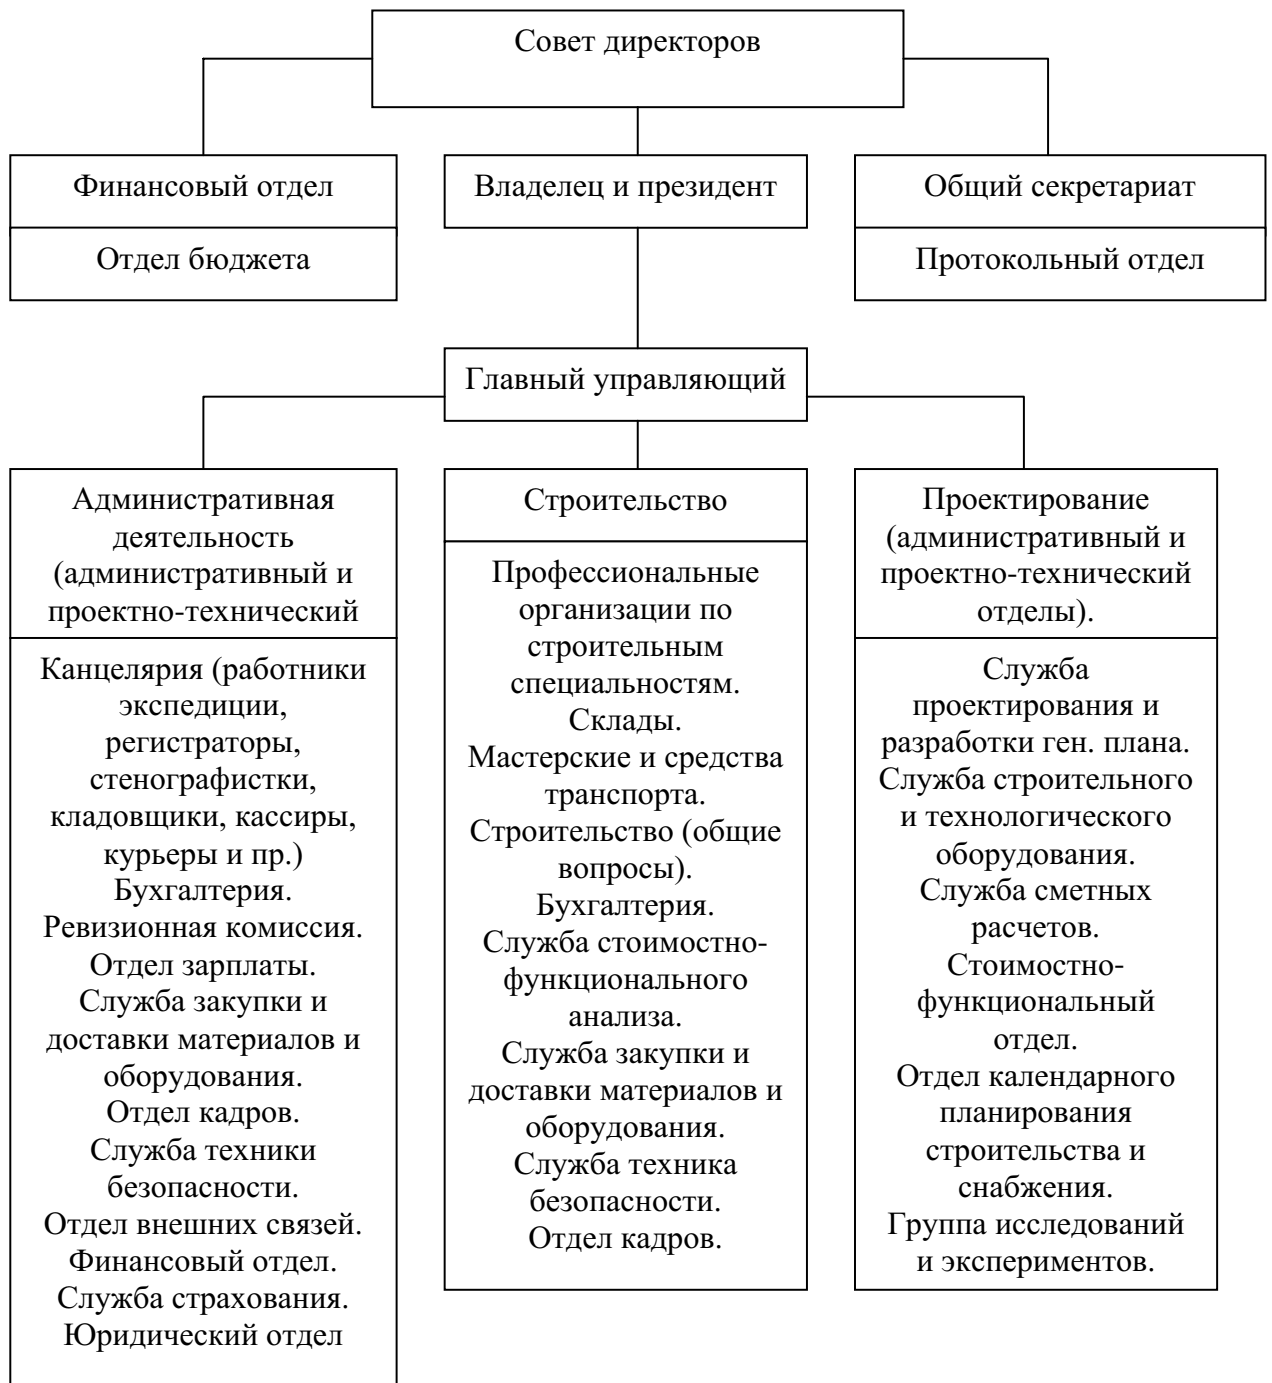 Совет директоров
Финансовый отдел
Отдел бюджета
Владелец и президент
Общий секретариат
Протокольный отдел
Главный управляющий
Административная
деятельность
(административный и
проектно-технический
Канцелярия (работники
экспедиции,
регистраторы,
стенографистки,
кладовщики, кассиры,
курьеры и пр.)
Бухгалтерия.
Ревизионная комиссия.
Отдел зарплаты.
Служба закупки и
доставки материалов и
оборудования.
Отдел кадров.
Служба техники
безопасности.
Отдел внешних связей.
Финансовый отдел.
Служба страхования.
Юридический отдел
Строительство
Профессиональные
организации по
строительным
специальностям.
Склады.
Мастерские и средства
транспорта.
Строительство (общие
вопросы).
Бухгалтерия.
Служба стоимостно-
функционального
анализа.
Служба закупки и
доставки материалов и
оборудования.
Служба техника
безопасности.
Отдел кадров.
Проектирование
(административный и
проектно-технический
отделы).
Служба
проектирования и
разработки ген. плана.
Служба строительного
и технологического
оборудования.
Служба сметных
расчетов.
Стоимостно-
функциональный
отдел.
Отдел календарного
планирования
строительства и
снабжения.
Группа исследований
и экспериментов.